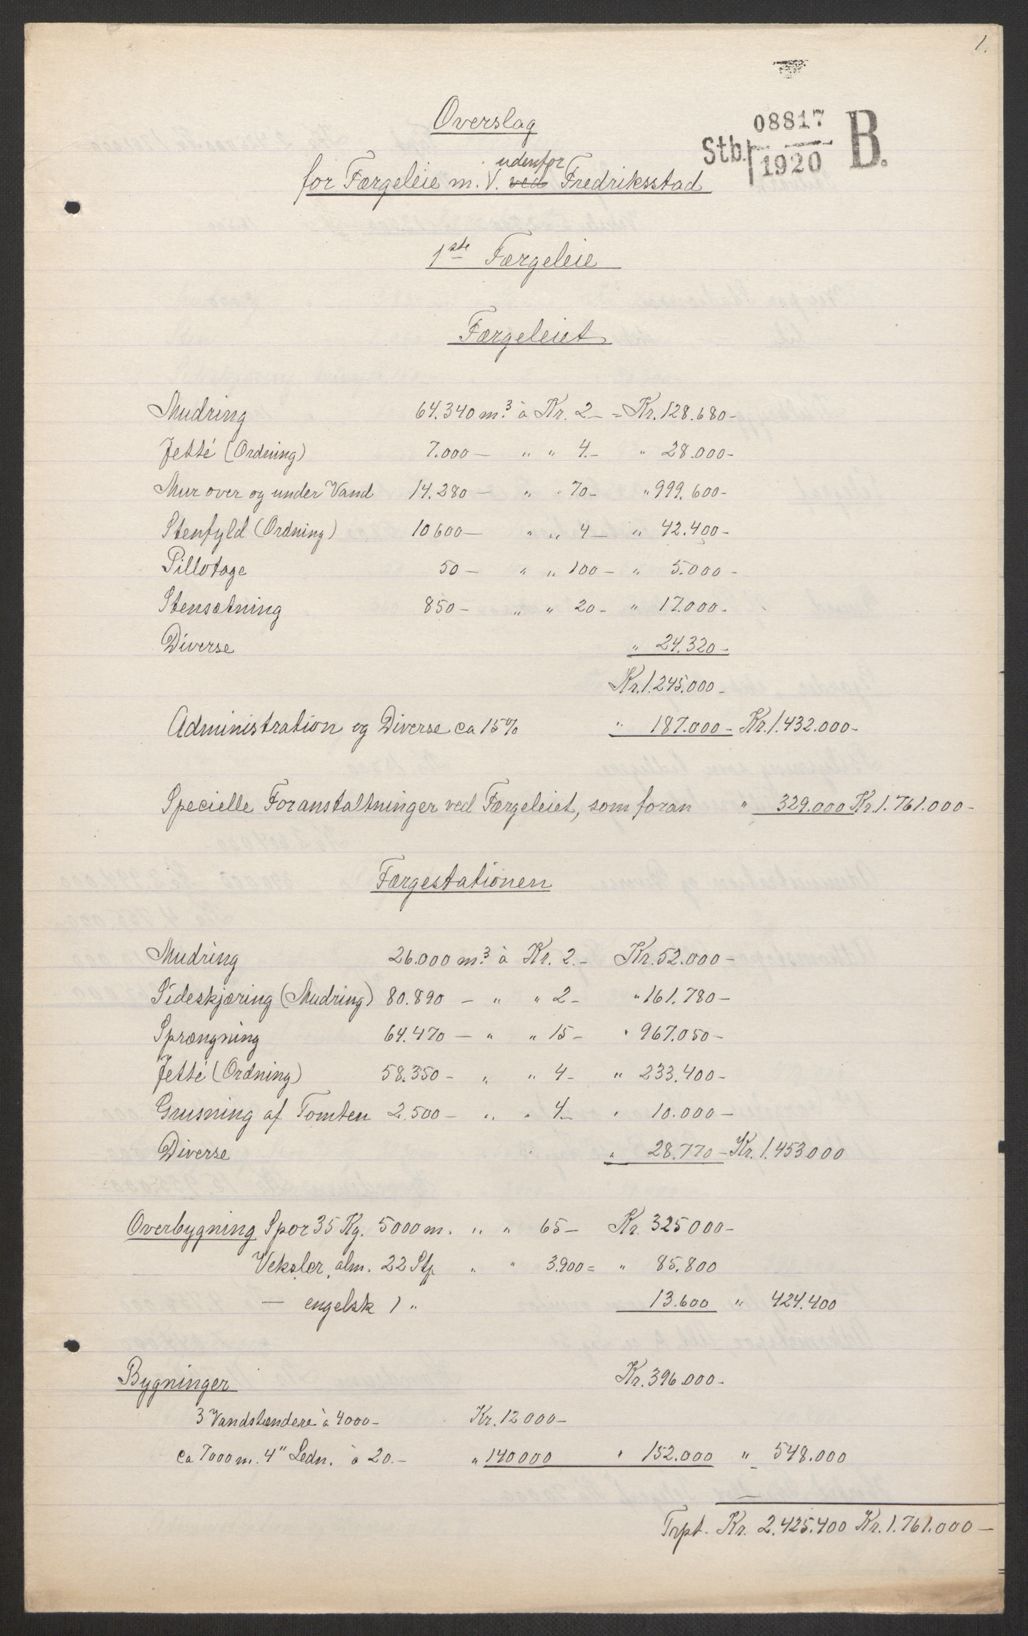 1.
Overslag
08817
Stb. 1920 B.
udenfor
for Færgeleie m. V. ved Fredriksstad
1ste Færgeleie
Færgeleiet
Mudring 64.340 m.³ à Kr. 2 - = Kr. 128.680 -
Jetté (Ordning) 7.000 — " " 4. - " 28.000 -
Mur over og under Vand 14.280 — " " 70 - " 999.600 -
Stenfyld (Ordning) 10600 — " " 4 — " 42.400 -
Pillotage 50 — " " 100 - " 5.000 -
Stensætning 850 - " " 20 - " 17.000 -
Diverse " 24.320 -
Kr. 1.245.000 -
Administration og Diverse ca 15% " 187.000 - Kr. 1.432.000 -
Specielle Foranstaltninger ved Færgeleiet, som foran " 329.000 Kr. 1.761.000 -
Færgestationen
Mudring 26.000 m.³ à Kr. 2. - Kr. 52.000 -
Sideskjæring (Mudring) 80.890 — " " 2 - " 161.780 -
Sprængning 64.470 — " " 15 - " 967.050 -
Jetté (Ordning) 58.350 - " " 4 - " 233.400 -
Grusning af Tomten 2.500 - " " 4 - " 10.000 -
Diverse " 28.770 - Kr. 1.453.000
Overbygning Spor 35 Kg. 5000 m. " " 65 - Kr. 325000 -
Veksler, alm. 22 Stp " " 3.900 = " 85.800
— engelsk 1 " 13.600 " 424.400
Bygninger Kr. 396.000 -
3 Vandstendere à 4000 - Kr. 12000 -
ca 7000 m. 4" Ledn. à 20. - " 140000 " 152.000 " 548.000
Trpt. Kr. 2.425.400 Kr. 1.761.000 —